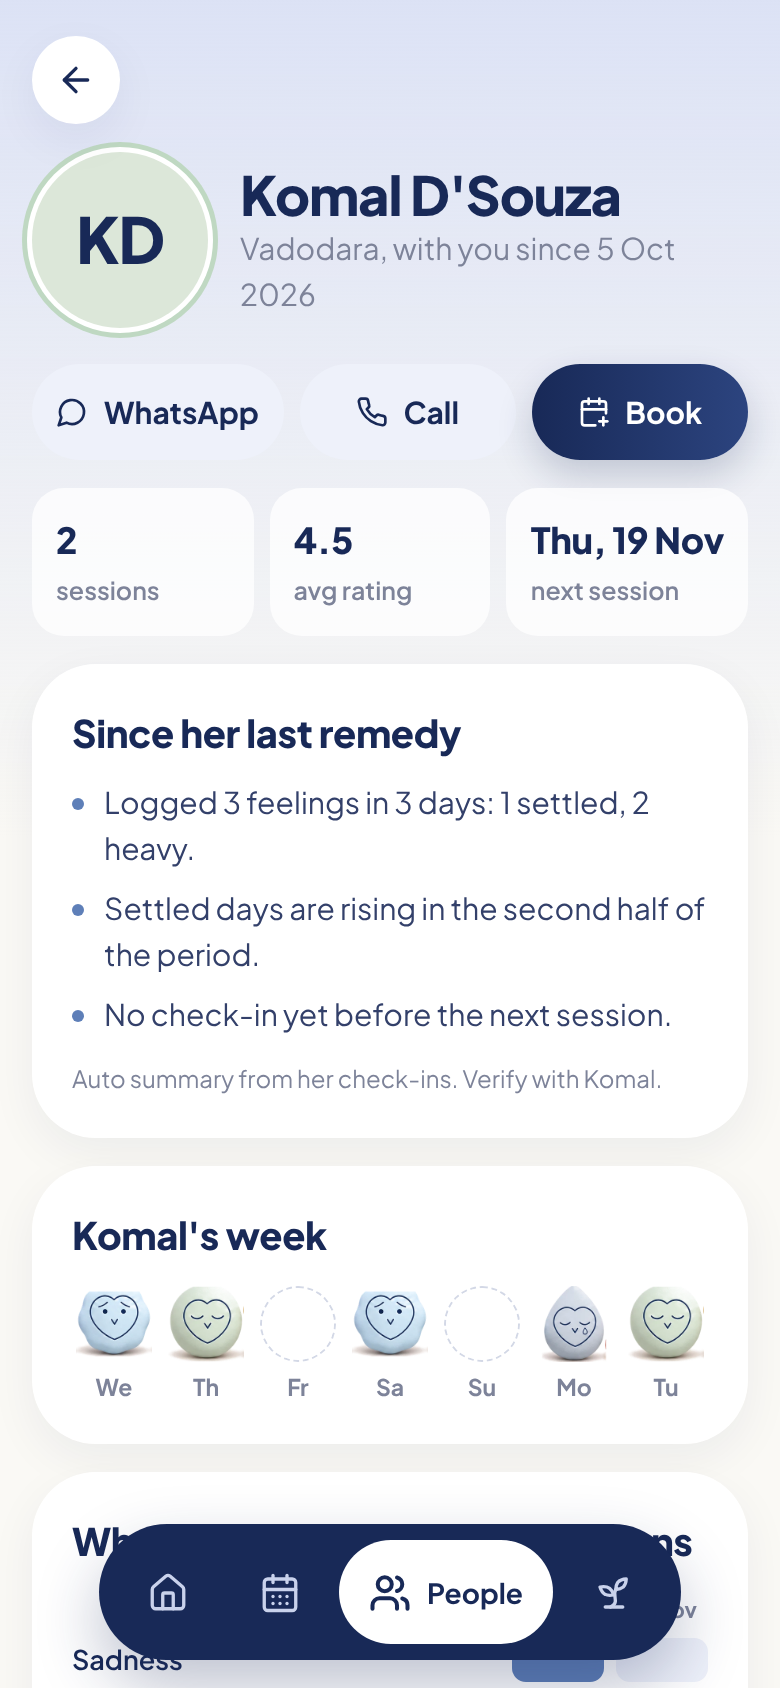 KD
Komal D'Souza
Vadodara, with you since 5 Oct
2026
WhatsApp
Call
Book
2
sessions
4.5
avg rating
Thu, 19 Nov
next session
Since her last remedy
Logged 3 feelings in 3 days: 1 settled, 2
heavy.
Settled days are rising in the second half of
the period.
No check-in yet before the next session.
Auto summary from her check-ins. Verify with Komal.
Komal's week
We
Th
Fr
Sa
Su
Mo
Tu
People
Sadness